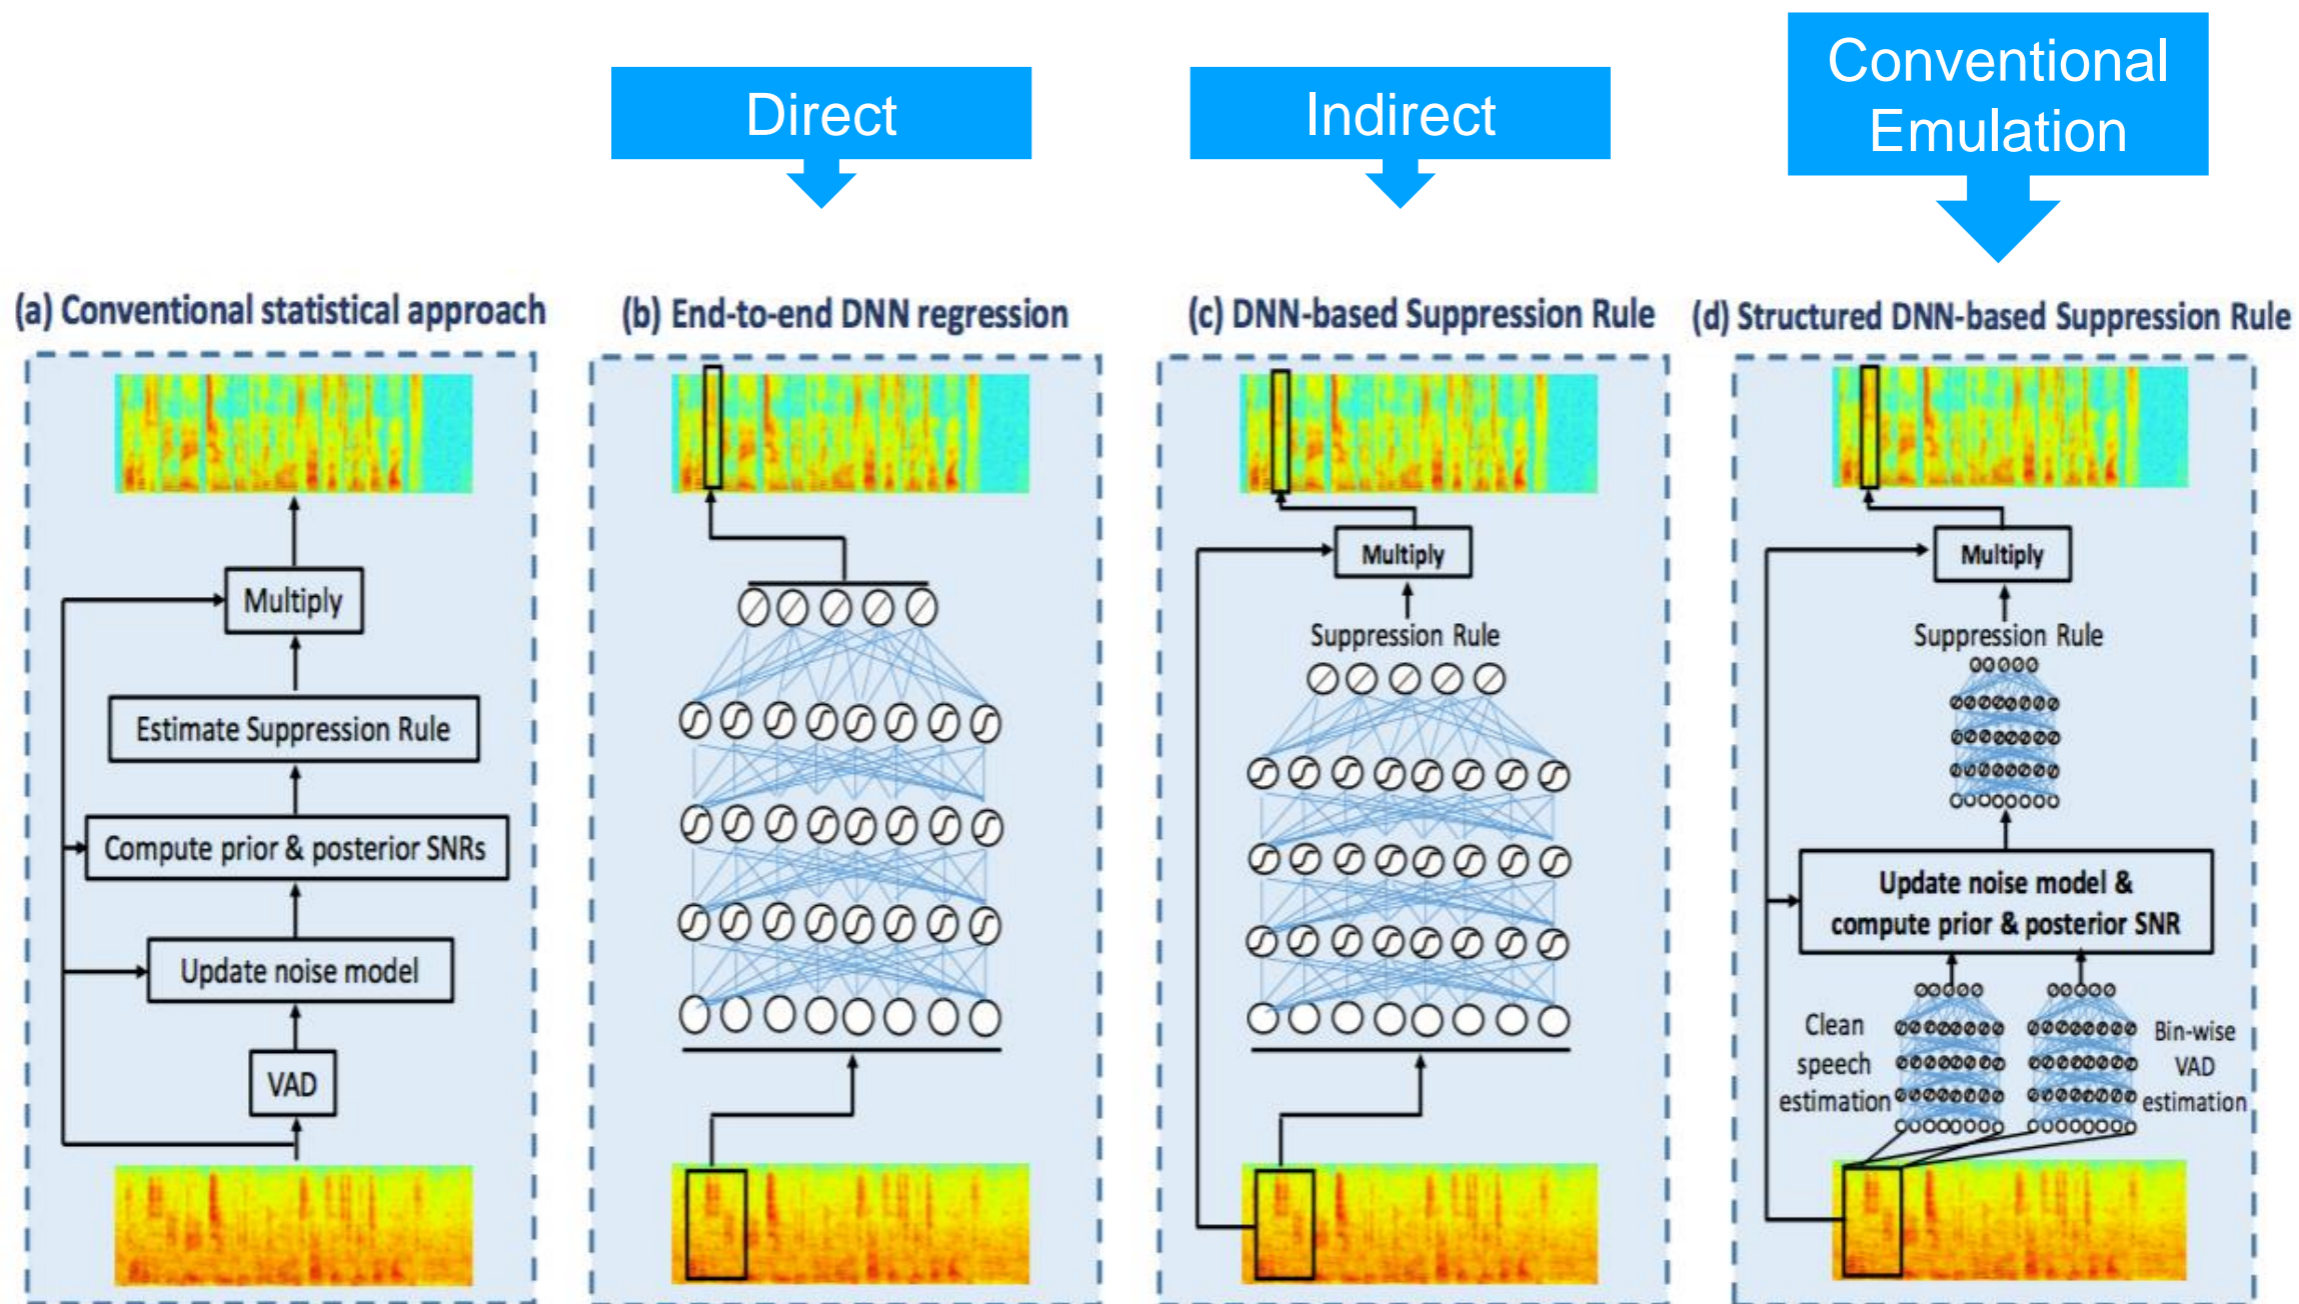 Direct
Indirect
Conventional
Emulation
(a) Conventional statistical approach
(b) End-to-end DNN regression
(c) DNN-based Suppression Rule
(d) Structured DNN-based Suppression Rule
Multiply
Estimate Suppression Rule
Compute prior & posterior SNRs
Update noise model
VAD
Multiply
Suppression Rule
Multiply
Suppression Rule
Update noise model &
compute prior & posterior SNR
Clean
speech
estimation
Bin-wise
VAD
estimation